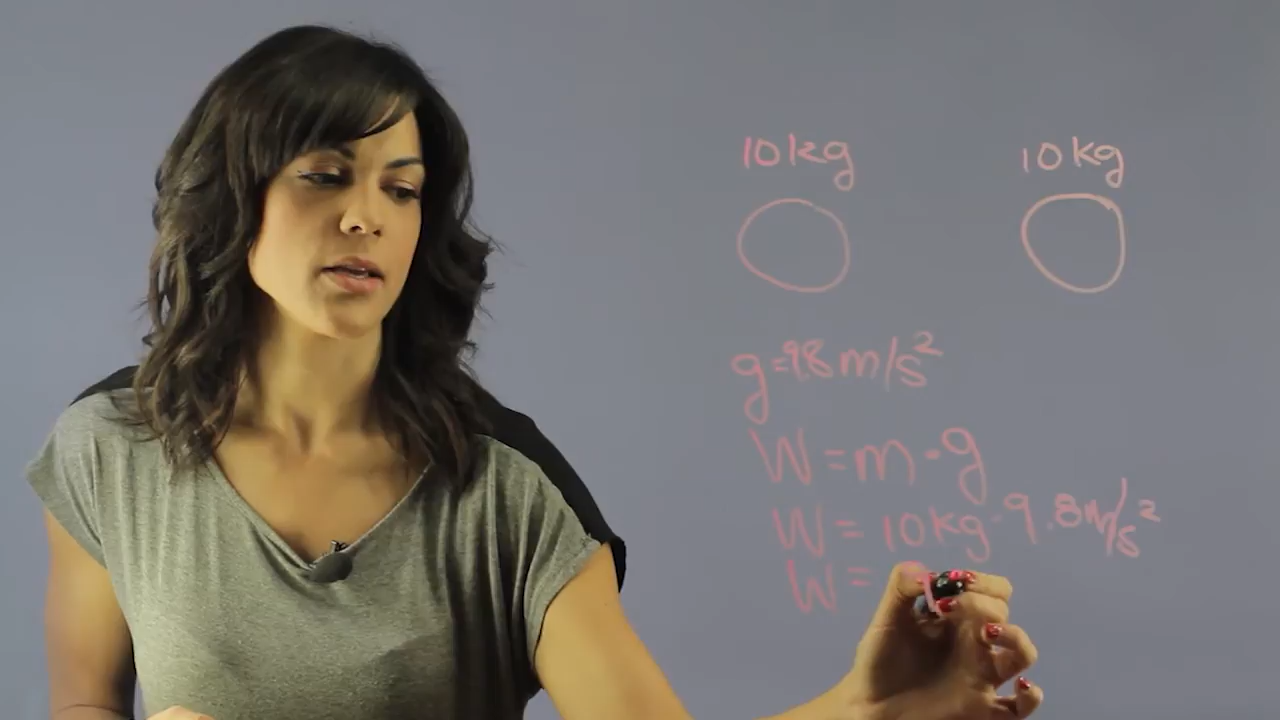 10kg 10kg
g=9.8m/s²
W=m·g
W=10kg·9.8m/s²
W=